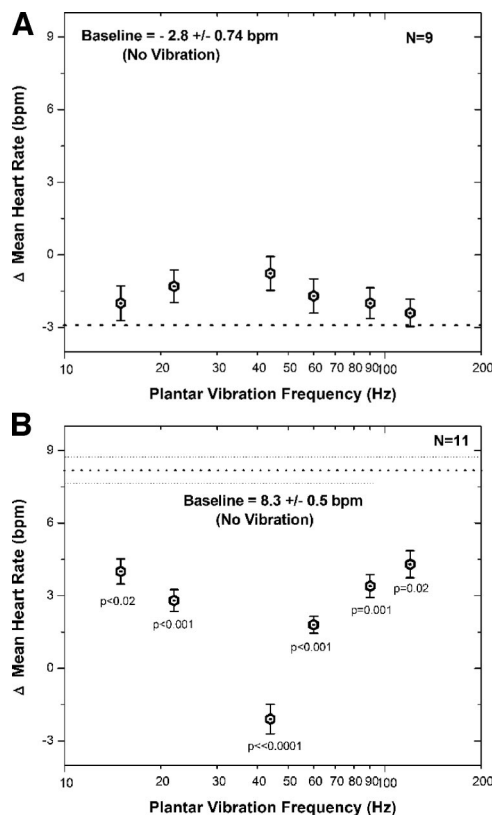 A
Baseline = - 2.8 +/- 0.74 bpm
(No Vibration)
N=9
Δ Mean Heart Rate (bpm)
9
6
3
0
-3
10 20 30 40 50 60 70 80 90 100 200
Plantar Vibration Frequency (Hz)
B
N=11
Baseline = 8.3 +/- 0.5 bpm
(No Vibration)
Δ Mean Heart Rate (bpm)
9
6
3
0
-3
p<0.02
p<0.001
p<<0.0001
p<0.001
p=0.001
p=0.02
10 20 30 40 50 60 70 80 90 100 200
Plantar Vibration Frequency (Hz)